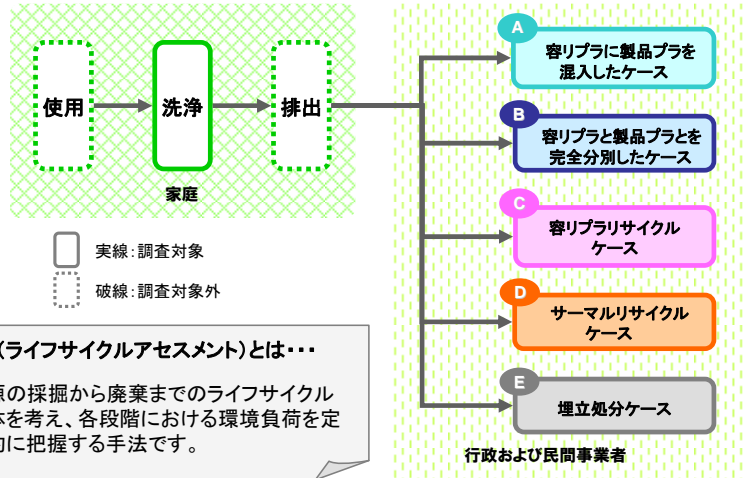 使用
洗浄
排出
家庭
実線：調査対象
破線：調査対象外
（ライフサイクルアセスメント）とは・・・
源の採掘から廃棄までのライフサイクル
体を考え、各段階における環境負荷を定
的に把握する手法です。
A
容リプラに製品プラを
混入したケース
B
容リプラと製品プラとを
完全分別したケース
C
容リプラリサイクル
ケース
D
サーマルリサイクル
ケース
E
埋立処分ケース
行政および民間事業者